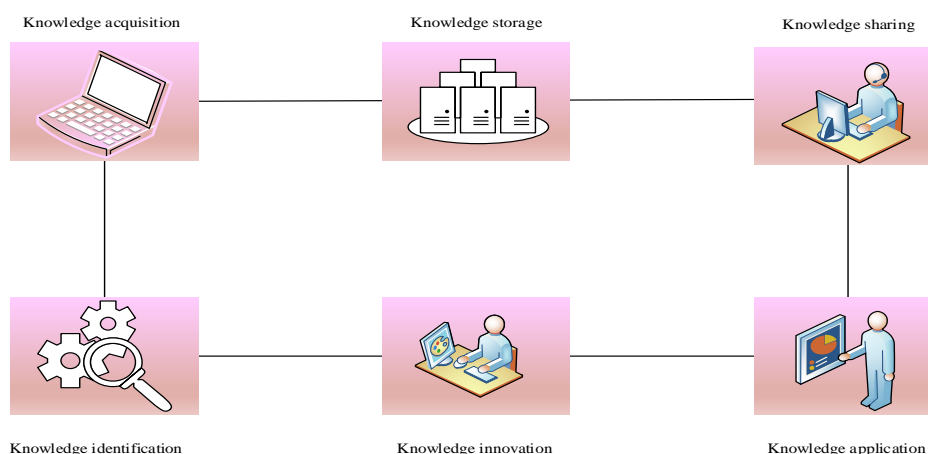 Knowledge acquisition
Knowledge storage
Knowledge sharing
Knowledge identification
Knowledge innovation
Knowledge application